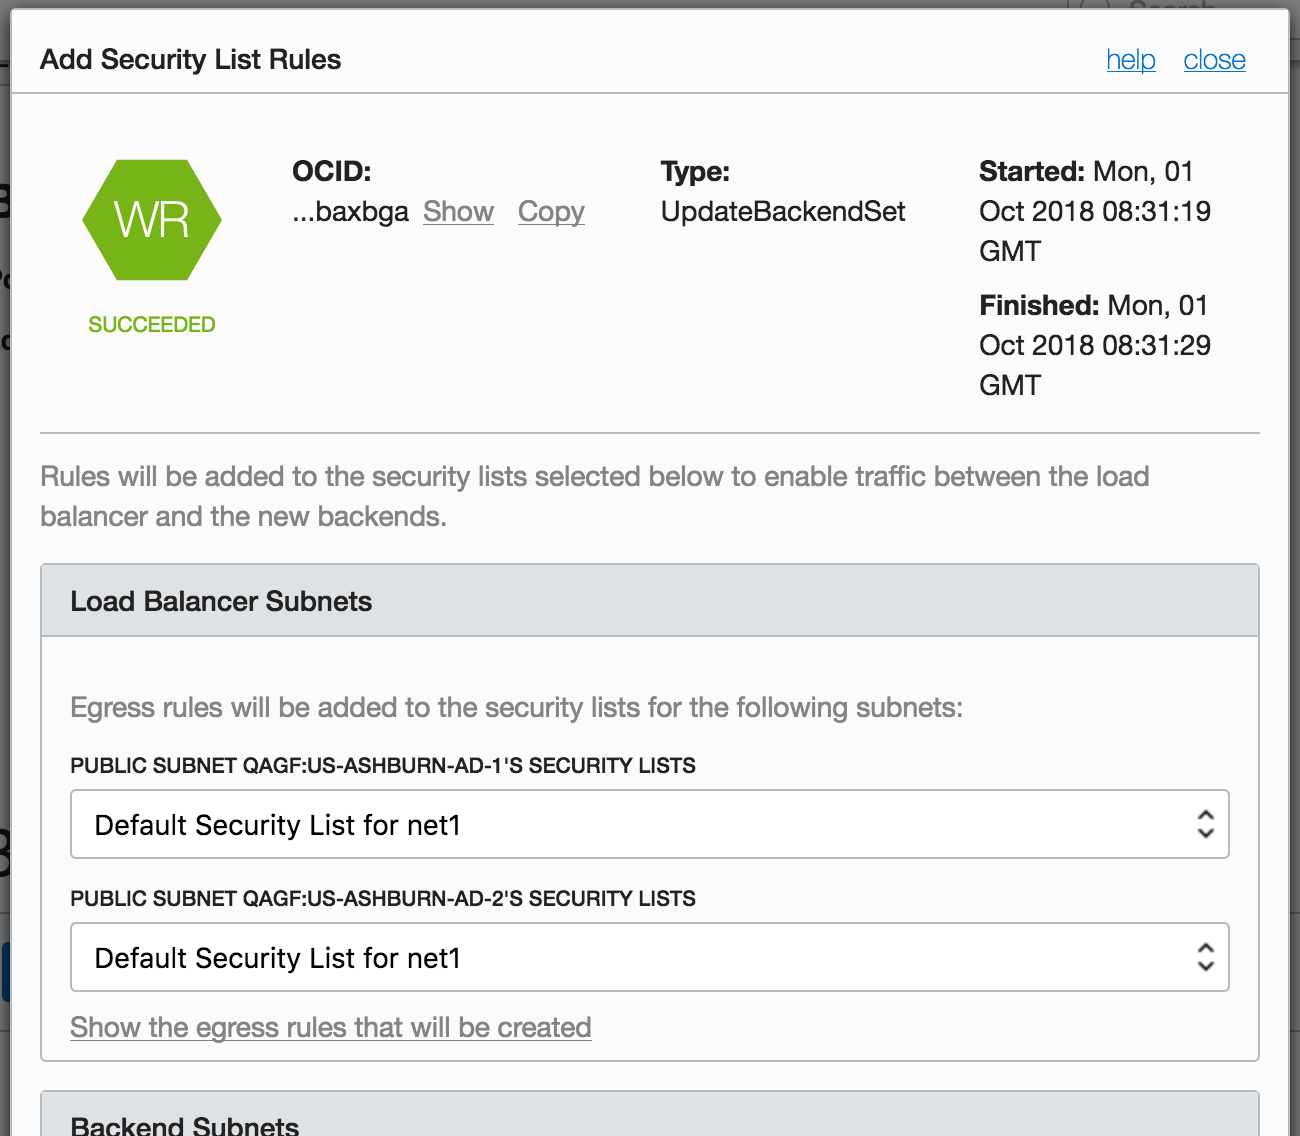 Search
Add Security List Rules
help close
WR
SUCCEEDED
OCID:
...baxbga Show Copy
Type:
UpdateBackendSet
Started: Mon, 01
Oct 2018 08:31:19
GMT
Finished: Mon, 01
Oct 2018 08:31:29
GMT
Rules will be added to the security lists selected below to enable traffic between the load
balancer and the new backends.
Load Balancer Subnets
Egress rules will be added to the security lists for the following subnets:
PUBLIC SUBNET QAGF:US-ASHBURN-AD-1'S SECURITY LISTS
Default Security List for net1
PUBLIC SUBNET QAGF:US-ASHBURN-AD-2'S SECURITY LISTS
Default Security List for net1
Show the egress rules that will be created
Backend Subnets